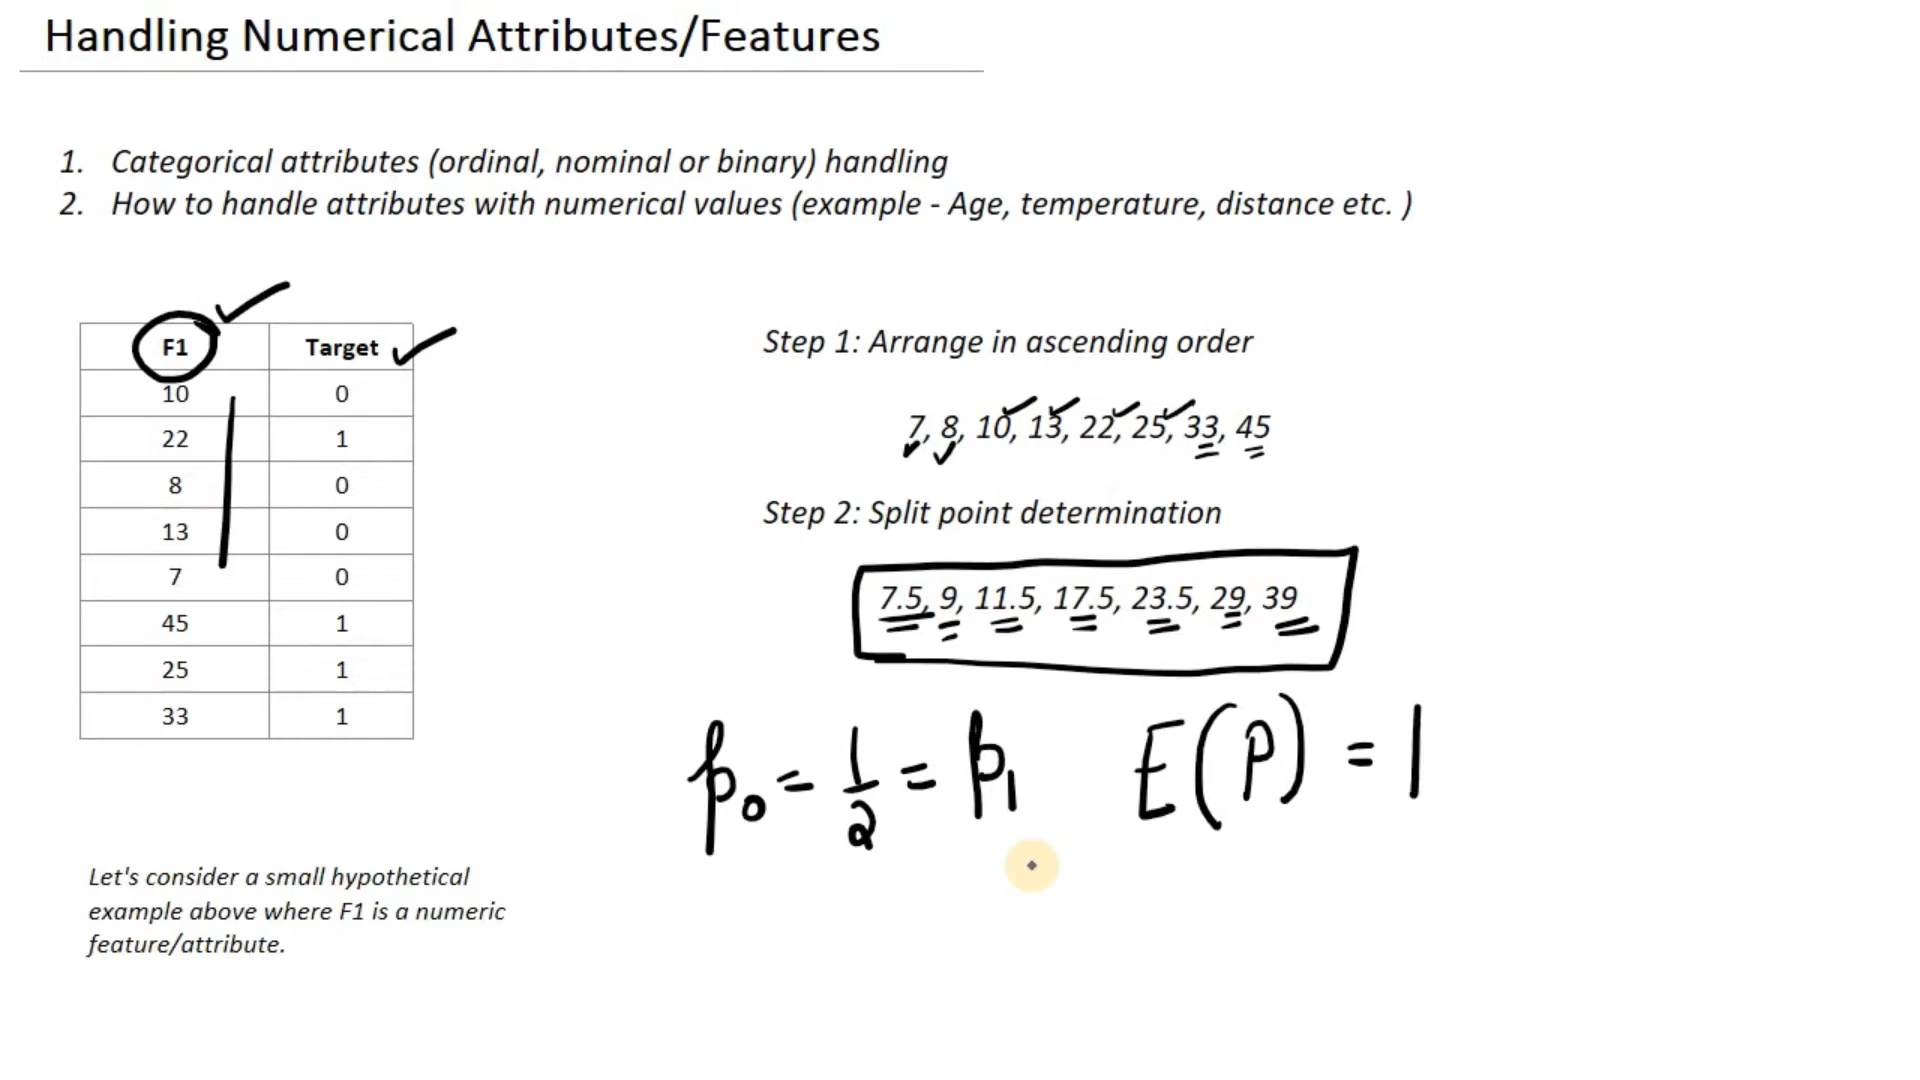 Handling Numerical Attributes/Features
1. Categorical attributes (ordinal, nominal or binary) handling
2. How to handle attributes with numerical values (example - Age, temperature, distance etc. )
F1 Target
10 0
22 1
8 0
13 0
7 0
45 1
25 1
33 1
Let's consider a small hypothetical
example above where F1 is a numeric
feature/attribute.
Step 1: Arrange in ascending order
7, 8, 10, 13, 22, 25, 33, 45
Step 2: Split point determination
7.5, 9, 11.5, 17.5, 23.5, 29, 39
p₀ = 1/2 = p₁ E(P) = 1